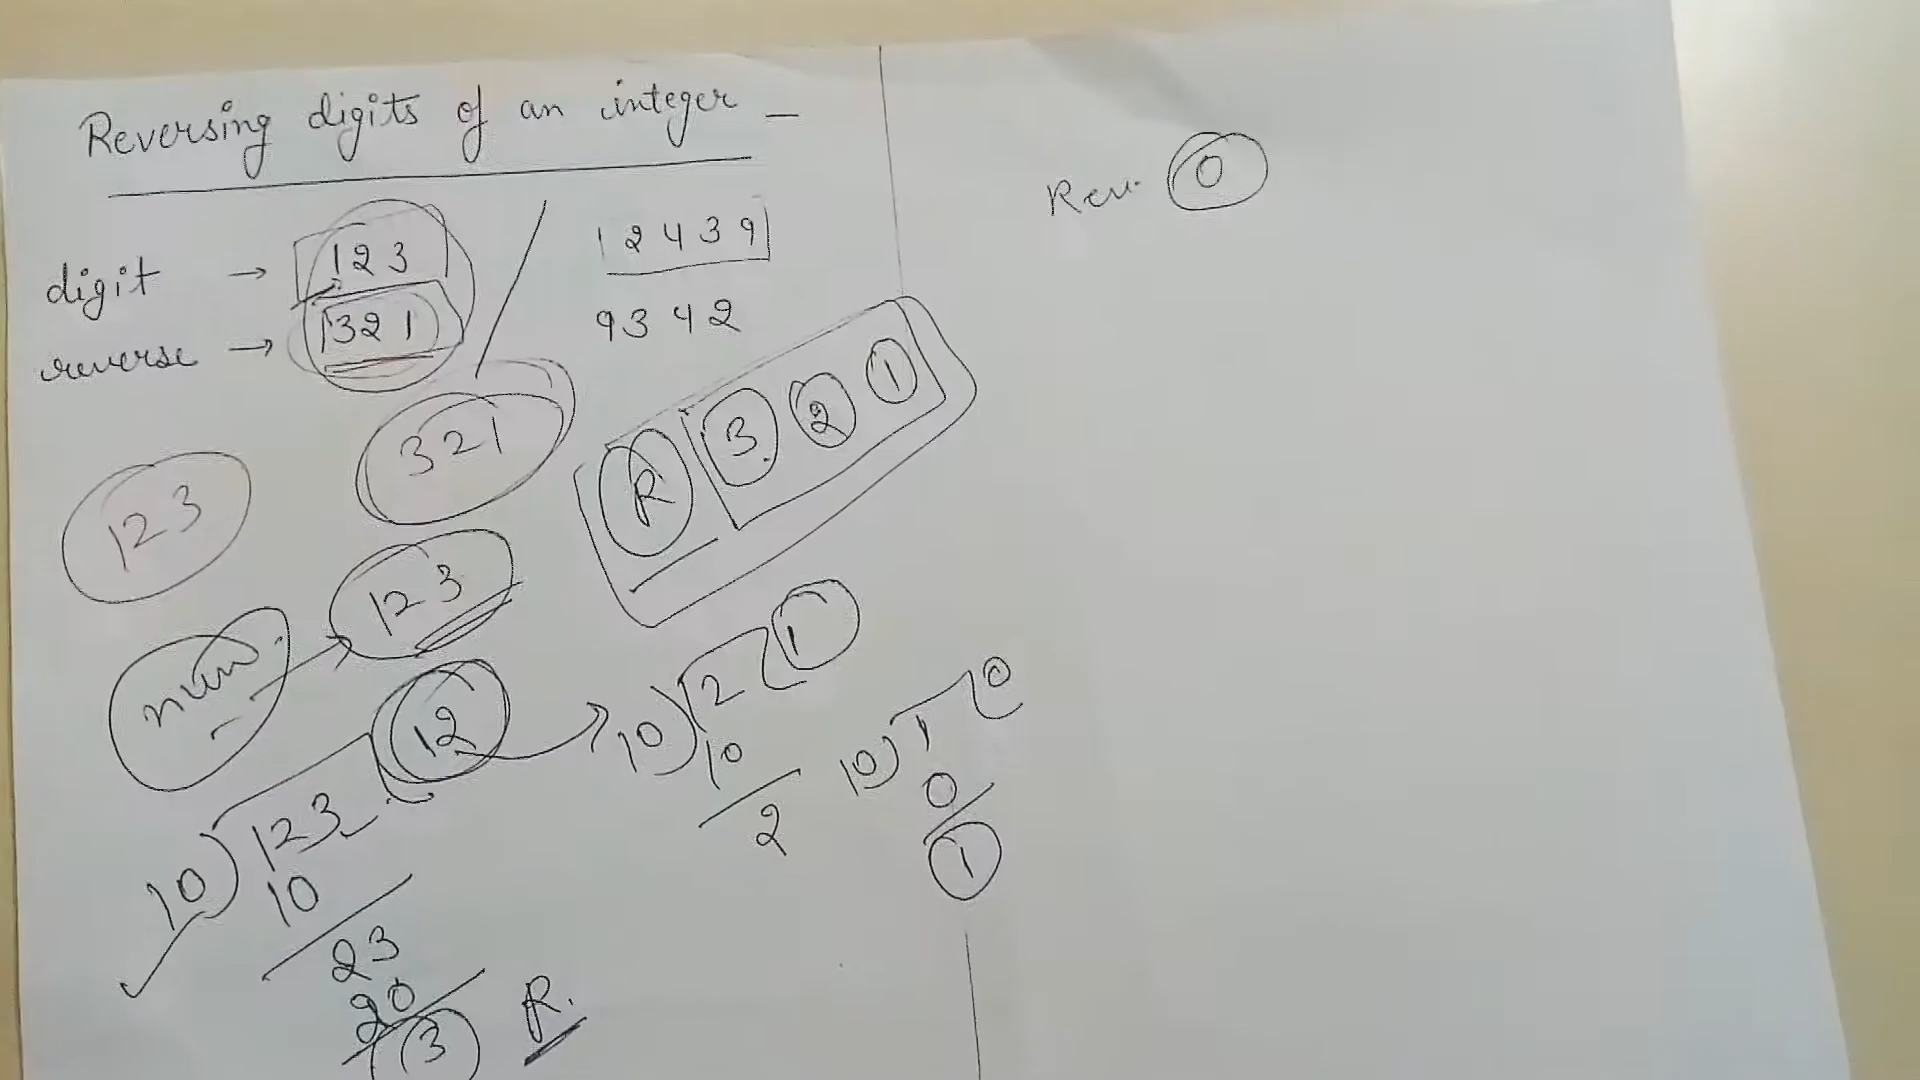 Reversing digits of an integer -
digit → 123
reverse → 321
12439
9342
123
321
R 3 2 1
num → 123
10) 123 ( 12
10
23
20
3 R.
10) 12 ( 1
10
2
10) 1 ( 0
0
1
Rev. 0